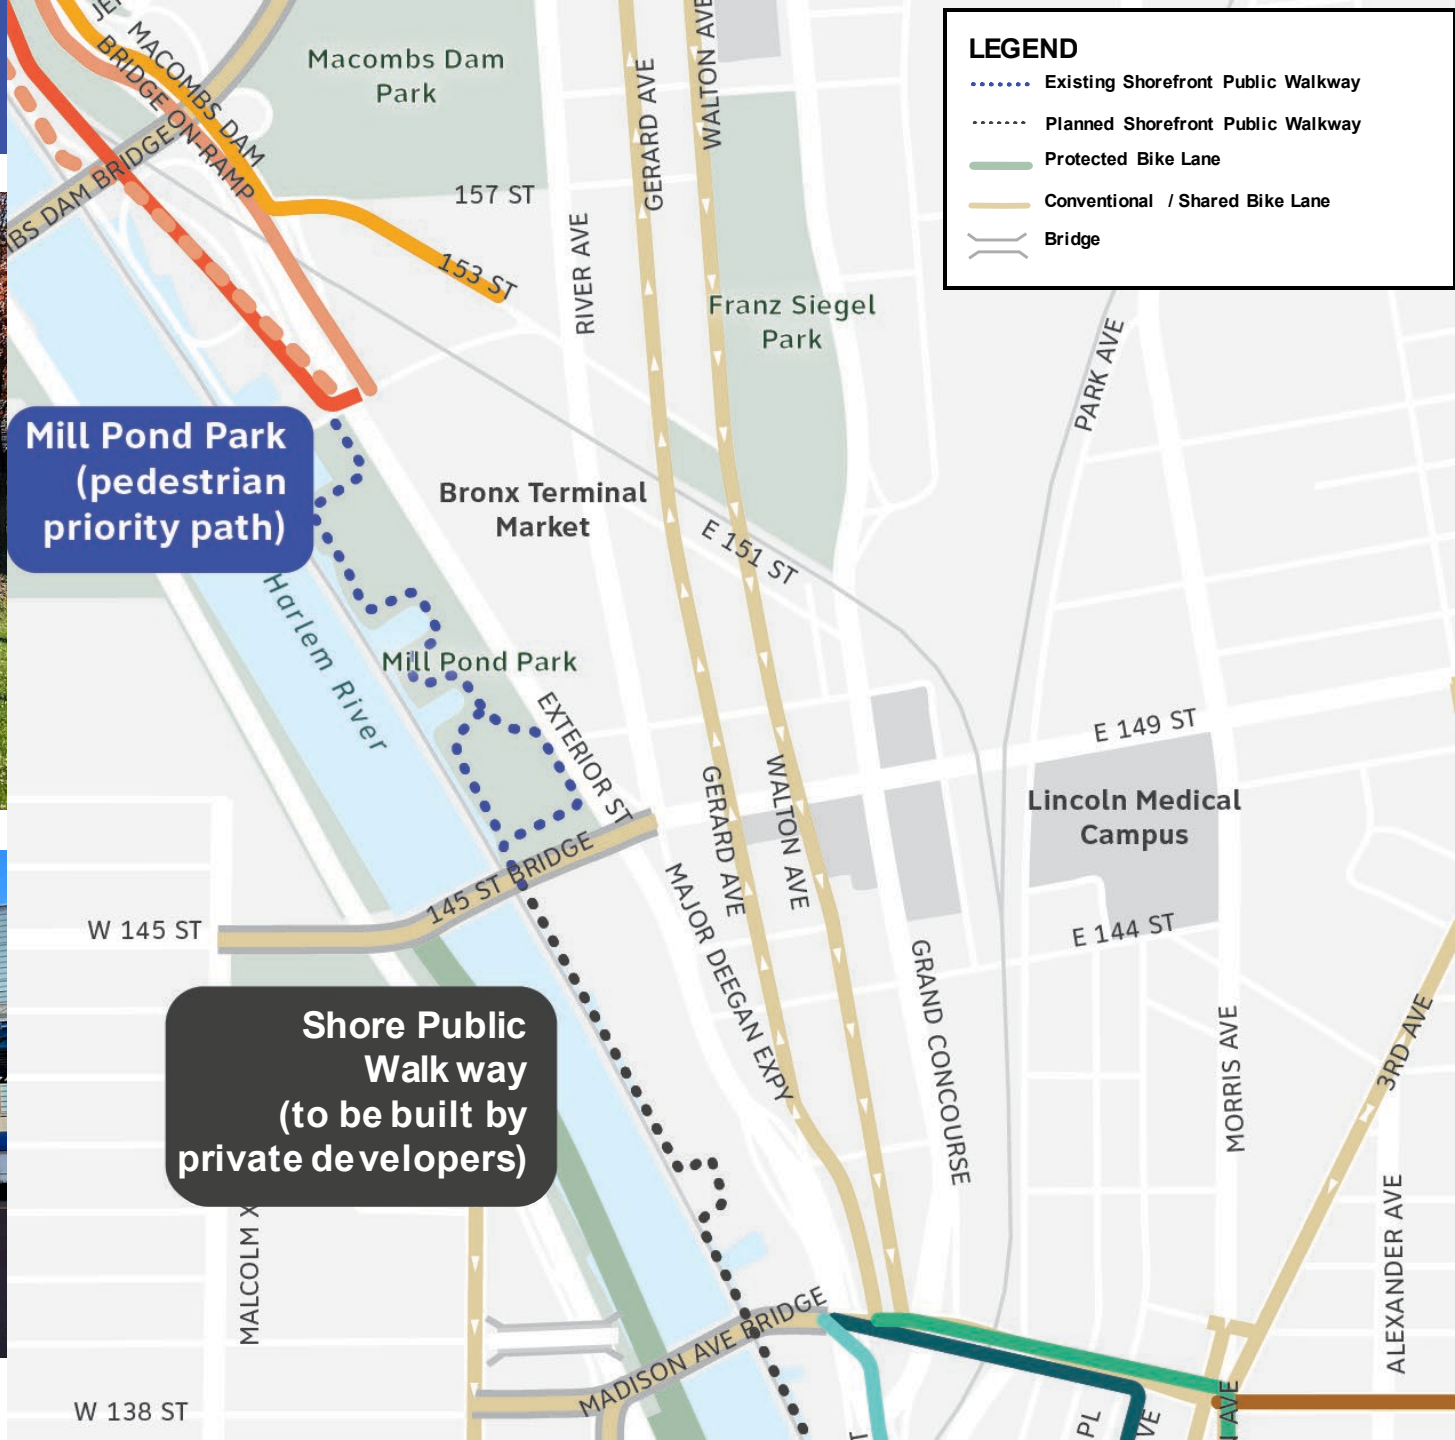 LEGEND
Existing Shorefront Public Walkway
Planned Shorefront Public Walkway
Protected Bike Lane
Conventional / Shared Bike Lane
Bridge
MACOMBS DAM
BRIDGE ON-RAMP
BS DAM BRIDGE
Macombs Dam
Park
157 ST
153 ST
RIVER AVE
GERARD AVE
WALTON AVE
Franz Siegel
Park
PARK AVE
Mill Pond Park
(pedestrian
priority path)
Bronx Terminal
Market
E 151 ST
Harlem River
Mill Pond Park
EXTERIOR ST
E 149 ST
Lincoln Medical
Campus
GERARD AVE
WALTON AVE
145 ST BRIDGE
W 145 ST
MAJOR DEEGAN EXPY
E 144 ST
GRAND CONCOURSE
MORRIS AVE
3RD AVE
ALEXANDER AVE
Shore Public
Walkway
(to be built by
private developers)
MALCOLM X
MADISON AVE BRIDGE
W 138 ST
PL
VE
AVE